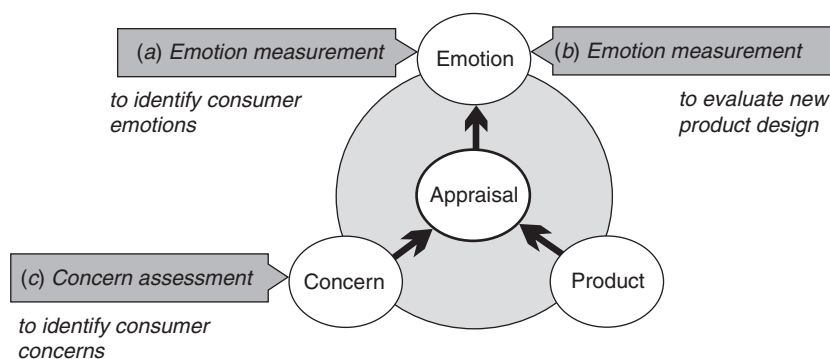 (a) Emotion measurement
Emotion
(b) Emotion measurement
to identify consumer
emotions
to evaluate new
product design
Appraisal
(c) Concern assessment
Concern
Product
to identify consumer
concerns